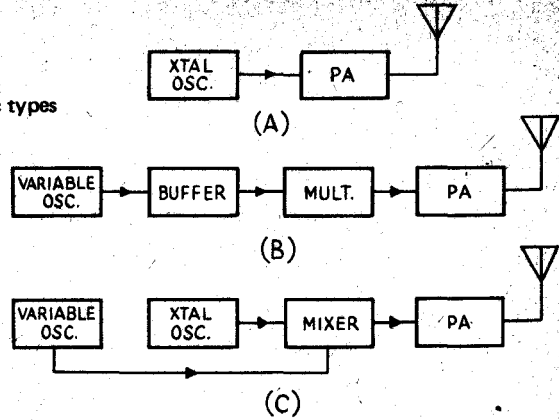 XTAL OSC.
PA
(A)
types
VARIABLE OSC.
BUFFER
MULT.
PA
(B)
VARIABLE OSC.
XTAL OSC.
MIXER
PA
(C)